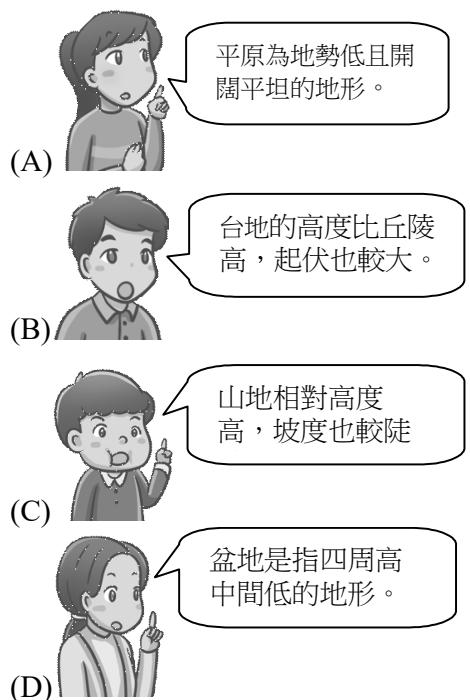 平原為地勢低且開
闊平坦的地形。
(A)
台地的高度比丘陵
高，起伏也較大。
(B)
山地相對高度
高，坡度也較陡
(C)
盆地是指四周高
中間低的地形。
(D)